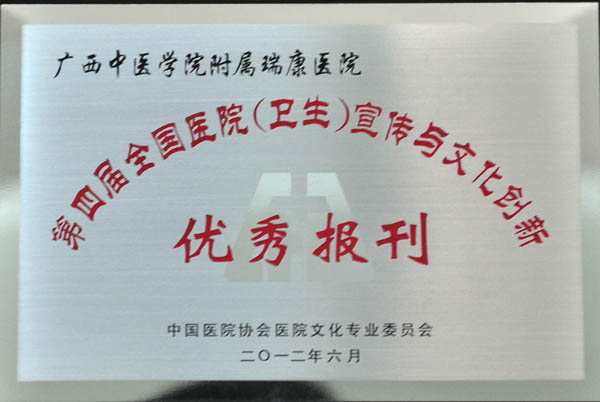 广西中医学院附属瑞康医院
第四届全国医院(卫生)宣传与文化创新
优秀报刊
中国医院协会医院文化专业委员会
二〇一二年六月